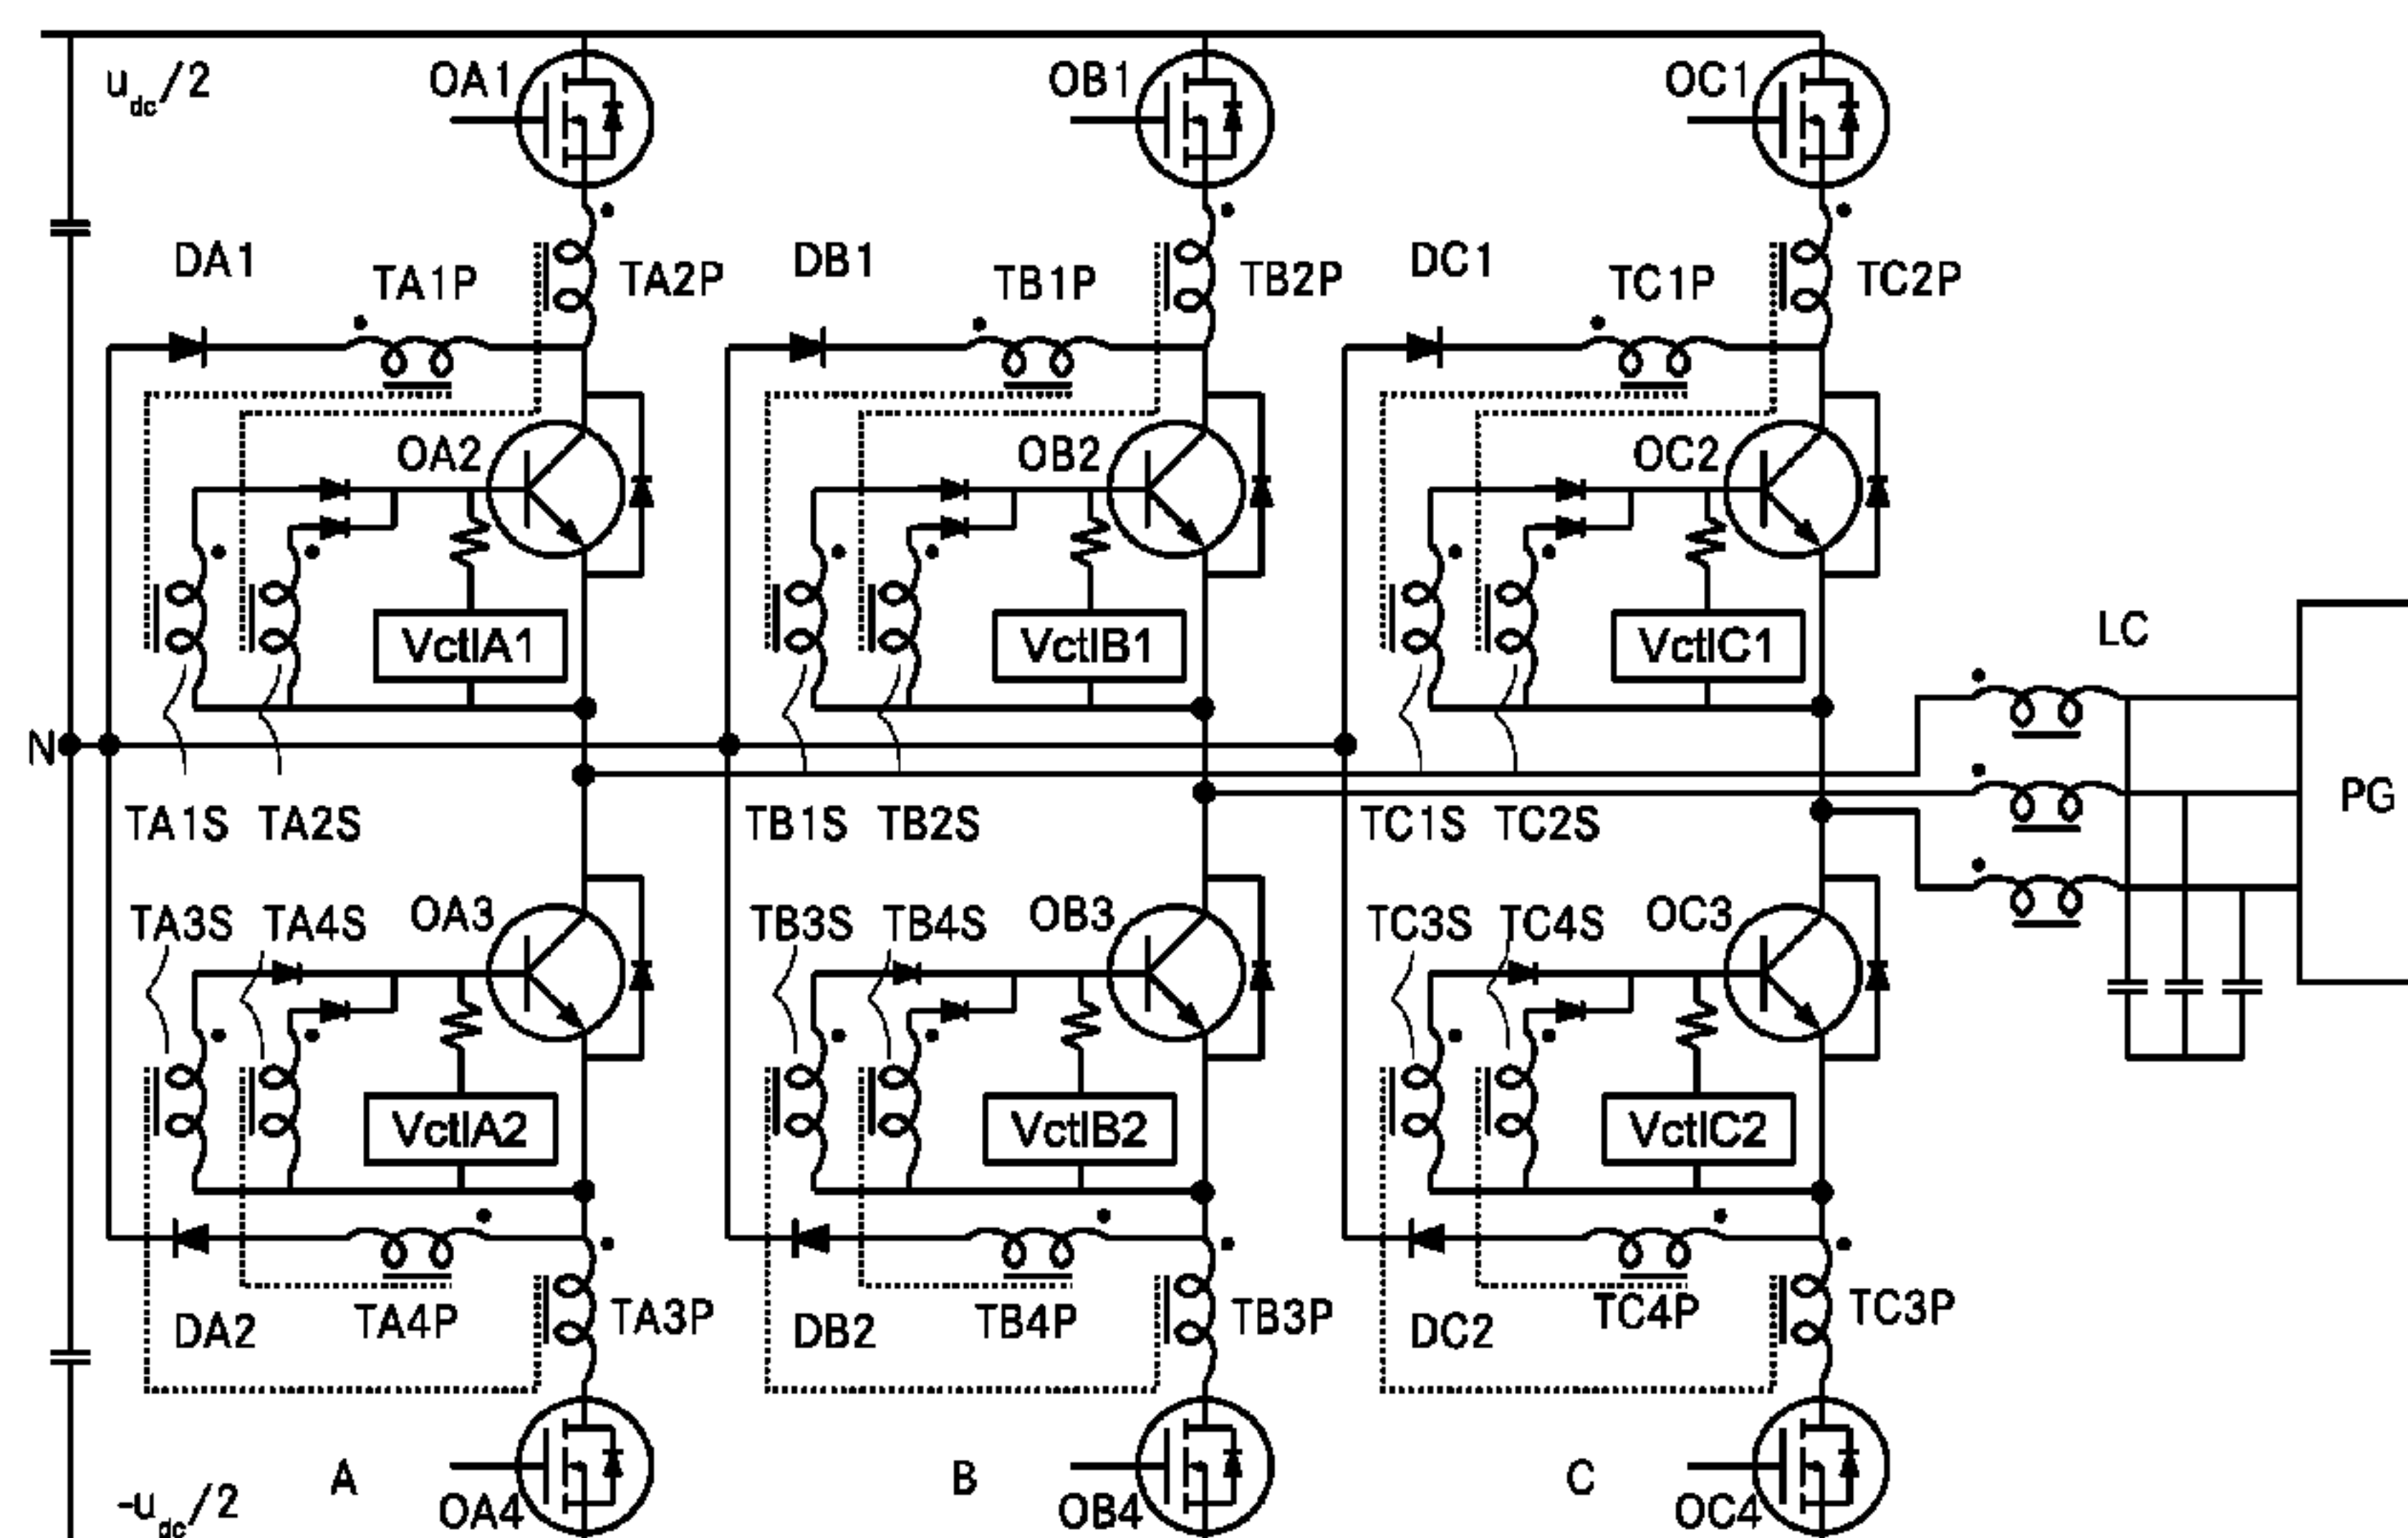 u_dc/2
OA1
OB1
OC1
DA1
TA1P
TA2P
DB1
TB1P
TB2P
DC1
TC1P
TC2P
OA2
OB2
OC2
VctlA1
VctlB1
VctlC1
LC
N
PG
TA1S
TA2S
TB1S
TB2S
TC1S
TC2S
TA3S
TA4S
OA3
TB3S
TB4S
OB3
TC3S
TC4S
OC3
VctlA2
VctlB2
VctlC2
DA2
TA4P
TA3P
DB2
TB4P
TB3P
DC2
TC4P
TC3P
-u_dc/2
A
OA4
B
OB4
C
OC4